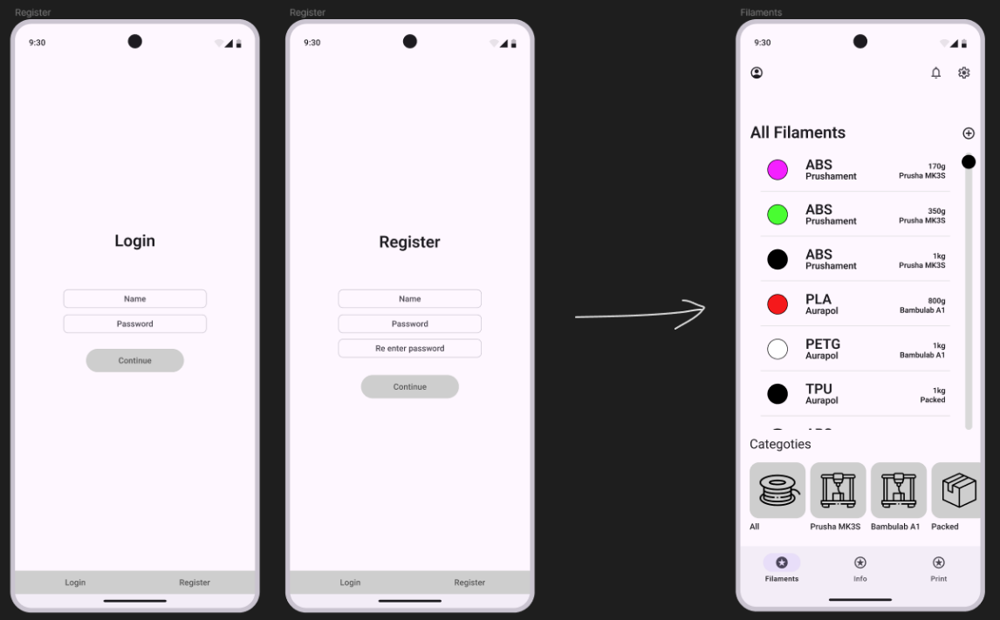 Register
9:30
Login
Name
Password
Continue
Login Register
Register
9:30
Register
Name
Password
Re enter password
Continue
Login Register
Filaments
9:30
All Filaments
ABS
Prushament
170g
Prusha MK3S
ABS
Prushament
350g
Prusha MK3S
ABS
Prushament
1kg
Prusha MK3S
PLA
Aurapol
800g
Bambulab A1
PETG
Aurapol
1kg
Bambulab A1
TPU
Aurapol
1kg
Packed
Categoties
All Prusha MK3S Bambulab A1 Packed
Filaments Info Print